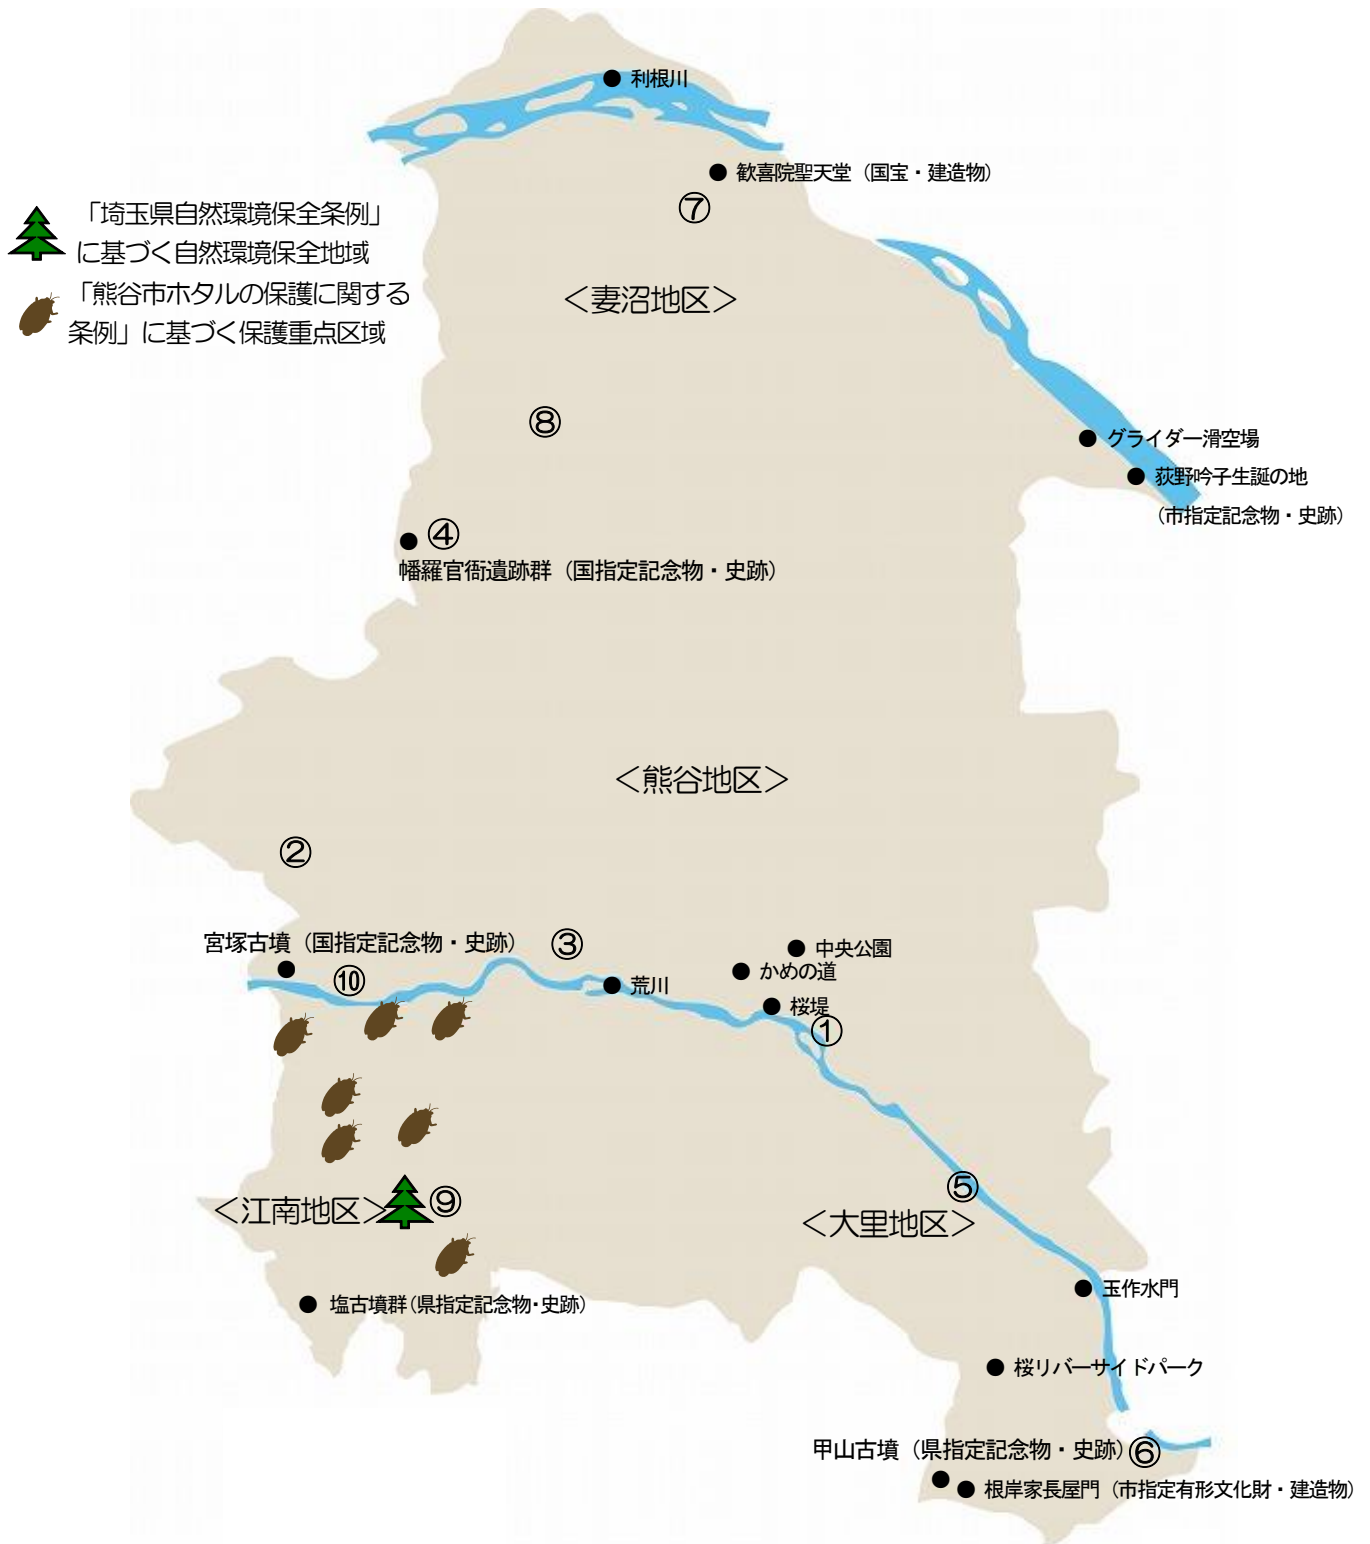 利根川
歓喜院聖天堂（国宝・建造物）
⑦
「埼玉県自然環境保全条例」
に基づく自然環境保全地域
「熊谷市ホタルの保護に関する
条例」に基づく保護重点区域
＜妻沼地区＞
⑧
グライダー滑空場
荻野吟子生誕の地
（市指定記念物・史跡）
④
幡羅官衙遺跡群（国指定記念物・史跡）
＜熊谷地区＞
②
宮塚古墳（国指定記念物・史跡）
③
中央公園
かめの道
⑩
荒川
桜堤
①
⑤
＜江南地区＞
⑨
＜大里地区＞
玉作水門
塩古墳群（県指定記念物・史跡）
桜リバーサイドパーク
甲山古墳（県指定記念物・史跡）
⑥
根岸家長屋門（市指定有形文化財・建造物）